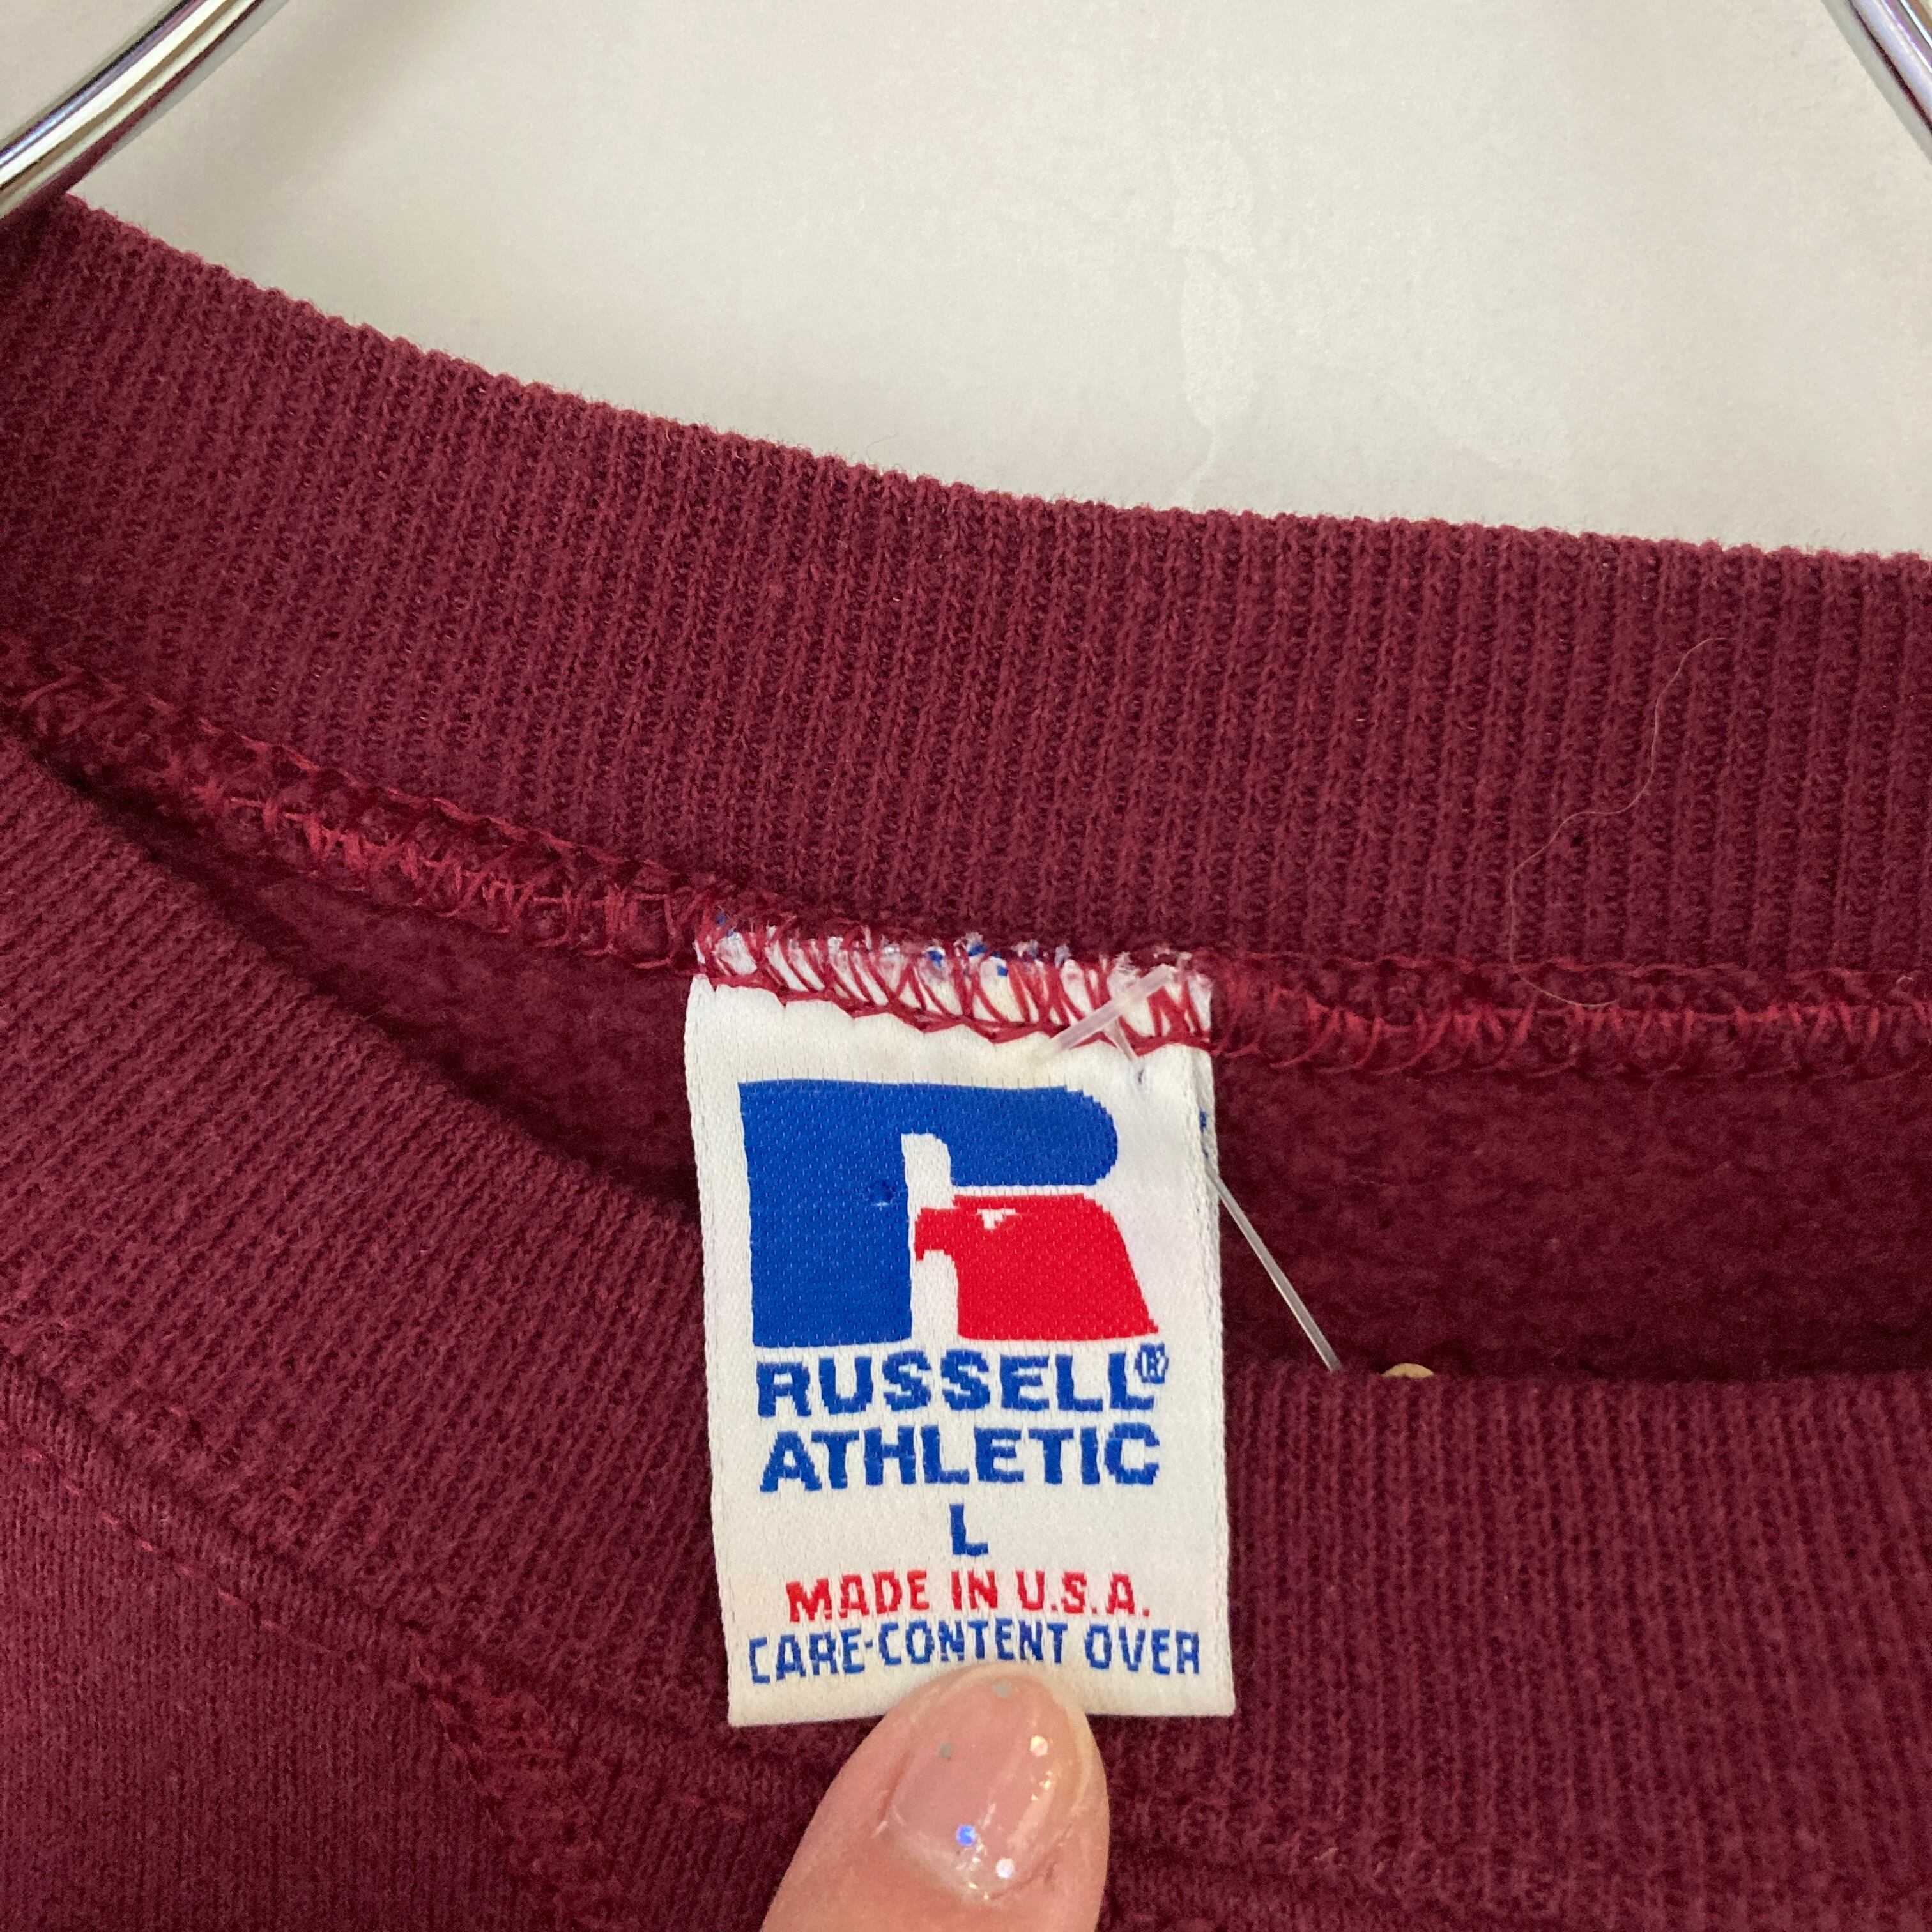 RUSSELL®
ATHLETIC
L
MADE IN U.S.A.
CARE-CONTENT OVER